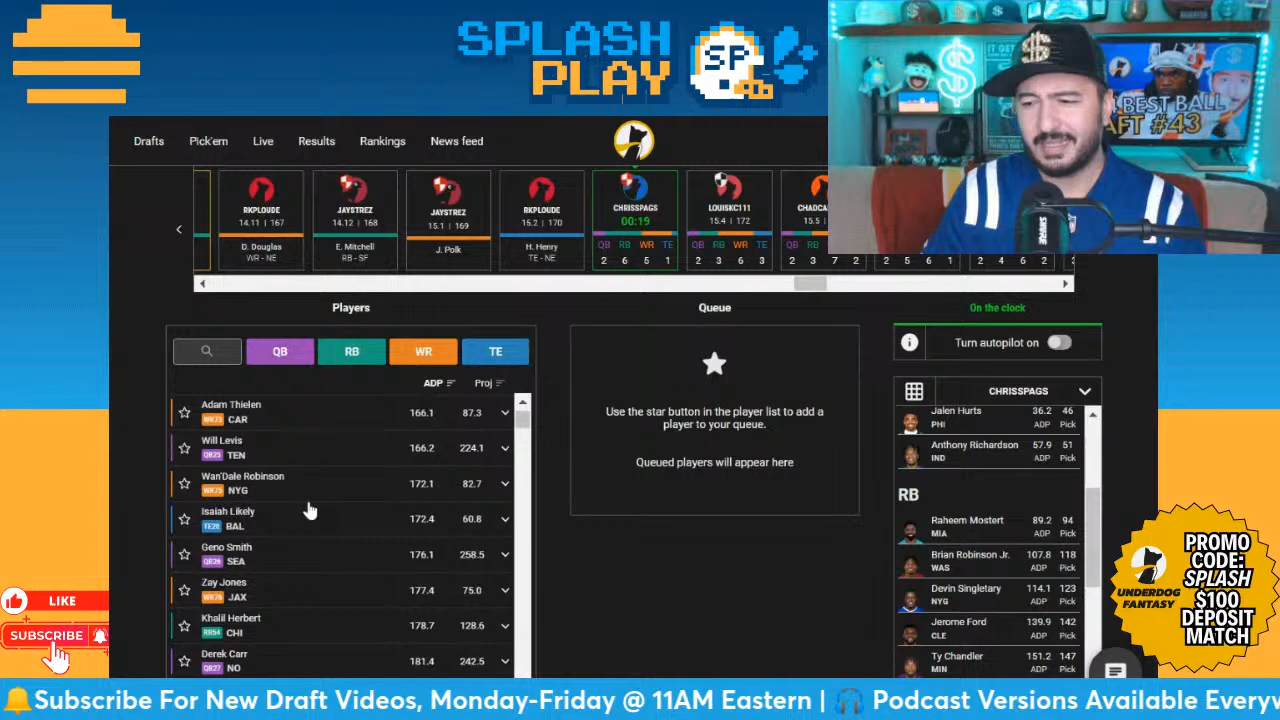 SPLASH
PLAY
SP
A BEST BALL
AFT #43
Drafts
Pick'em
Live
Results
Rankings
News feed
RKPLOUDE
14.11 | 167
D. Douglas
WR - NE
JAYSTREZ
14.12 | 168
E. Mitchell
RB - SF
JAYSTREZ
15.1 | 169
J. Polk
RKPLOUDE
15.2 | 170
H. Henry
TE - NE
CHRISSPAGS
00:19
QB RB WR TE
2 6 5 1
LOUISKC111
15.4 | 172
QB RB WR TE
2 3 6 3
CHADCA
15.5
QB RB WR
2 3 7 2
2 5 6 1
2 4 6 2
Players
QB
RB
WR
TE
ADP
Proj
Adam Thielen
WR73 CAR
166.1
87.3
Will Levis
QB25 TEN
166.2
224.1
Wan'Dale Robinson
WR75 NYG
172.1
82.7
Isaiah Likely
TE20 BAL
172.4
60.8
Geno Smith
QB26 SEA
176.1
258.5
Zay Jones
WR76 JAX
177.4
75.0
Khalil Herbert
RB54 CHI
178.7
128.6
Derek Carr
QB27 NO
181.4
242.5
Queue
Use the star button in the player list to add a
player to your queue.
Queued players will appear here
On the clock
Turn autopilot on
CHRISSPAGS
Jalen Hurts
PHI
36.2 46
ADP Pick
Anthony Richardson
IND
57.9 51
ADP Pick
RB
Raheem Mostert
MIA
89.2 94
ADP Pick
Brian Robinson Jr.
WAS
107.8 118
ADP Pick
Devin Singletary
NYG
114.1 123
ADP Pick
Jerome Ford
CLE
139.9 142
ADP Pick
Ty Chandler
MIN
151.2 147
ADP Pick
LIKE
SUBSCRIBE
UNDERDOG
FANTASY
PROMO
CODE:
SPLASH
$100
DEPOSIT
MATCH
Subscribe For New Draft Videos, Monday-Friday @ 11AM Eastern | Podcast Versions Available Everyw